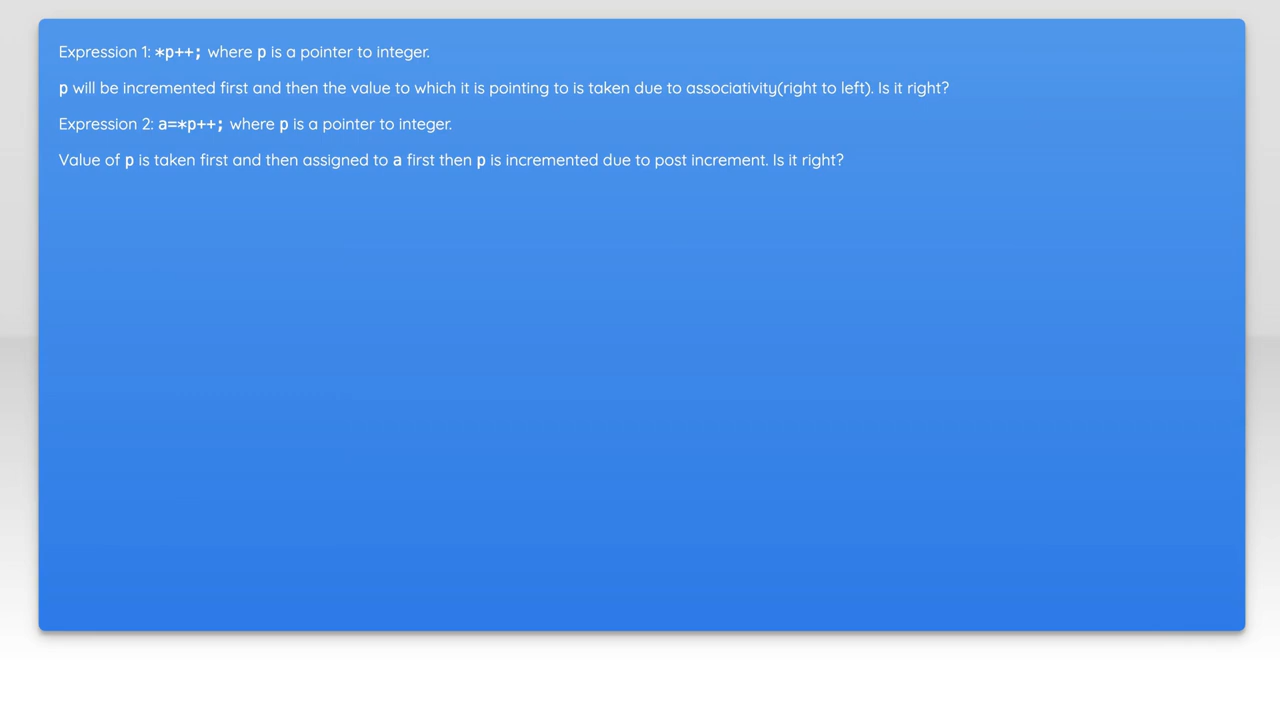 Expression 1: *p++; where p is a pointer to integer.
p will be incremented first and then the value to which it is pointing to is taken due to associativity(right to left). Is it right?
Expression 2: a=*p++; where p is a pointer to integer.
Value of p is taken first and then assigned to a first then p is incremented due to post increment. Is it right?